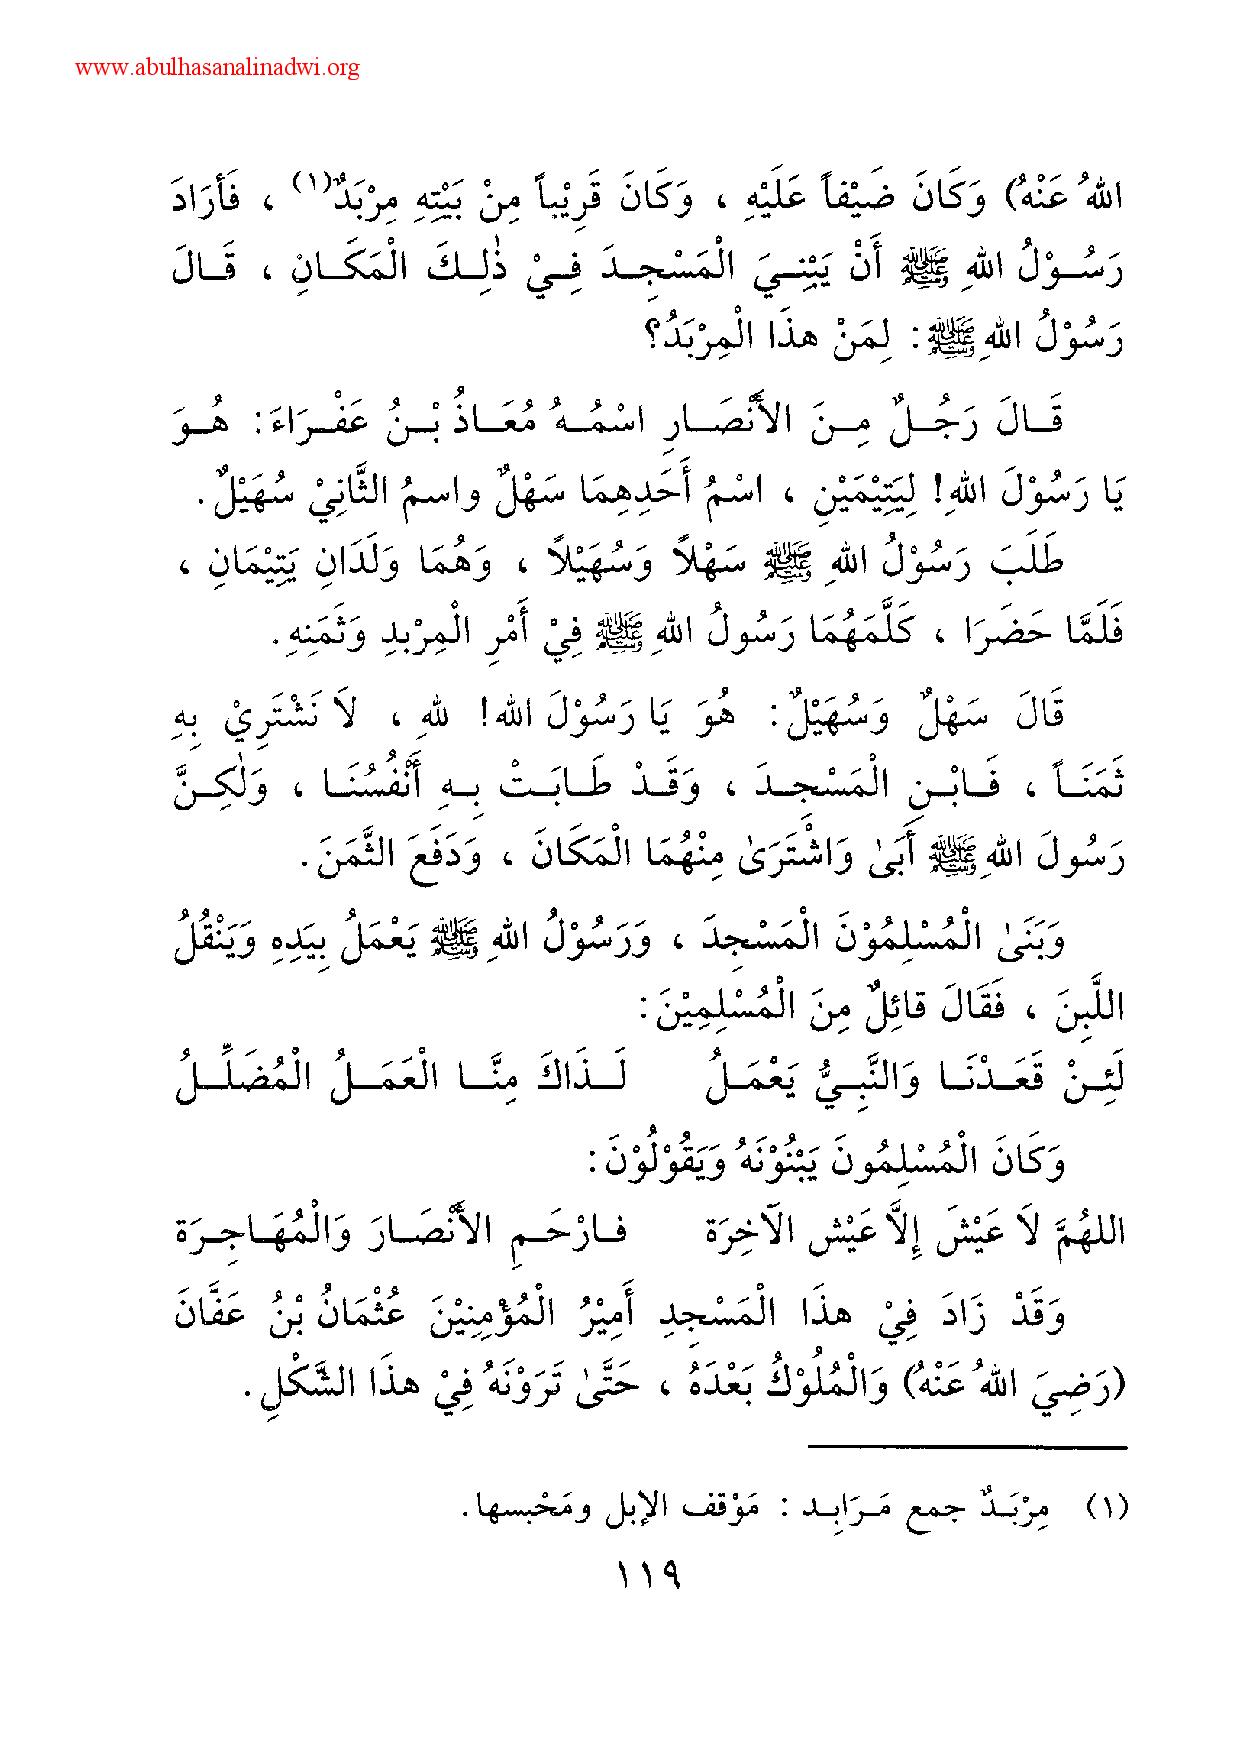 www.abulhasanalinadwi.org
اللهُ عَنْهُ) وَكَانَ ضَيْفاً عَلَيْهِ ، وَكَانَ قَرِيْباً مِنْ بَيْتِهِ مِرْبَدٌ(١) ، فَأَرَادَ
رَسُوْلُ اللهِ ﷺ أَنْ يَبْنِيَ الْمَسْجِدَ فِيْ ذٰلِكَ الْمَكَانِ ، قَالَ
رَسُوْلُ اللهِ ﷺ: لِمَنْ هذَا الْمِرْبَدُ؟
قَالَ رَجُلٌ مِنَ الأَنْصَارِ اسْمُهُ مُعَاذُ بْنُ عَفْرَاءَ: هُوَ
يَا رَسُوْلَ اللهِ! لِيَتِيْمَيْنِ ، اسْمُ أَحَدِهِمَا سَهْلٌ واسمُ الثَّانِيْ سُهَيْلٌ.
طَلَبَ رَسُوْلُ اللهِ ﷺ سَهْلاً وَسُهَيْلاً ، وَهُمَا وَلَدَانِ يَتِيْمَانِ ،
فَلَمَّا حَضَرَا ، كَلَّمَهُمَا رَسُولُ اللهِ ﷺ فِيْ أَمْرِ الْمِرْبدِ وَثَمَنِهِ.
قَالَ سَهْلٌ وَسُهَيْلٌ: هُوَ يَا رَسُوْلَ الله! للهِ ، لاَ نَشْتَرِيْ بِهِ
ثَمَنَاً ، فَابْنِ الْمَسْجِدَ ، وَقَدْ طَابَتْ بِهِ أَنْفُسُنَا ، وَلٰكِنَّ
رَسُولَ اللهِ ﷺ أَبَىٰ وَاشْتَرَىٰ مِنْهُمَا الْمَكَانَ ، وَدَفَعَ الثَّمَنَ.
وَبَنَىٰ الْمُسْلِمُوْنَ الْمَسْجِدَ ، وَرَسُوْلُ اللهِ ﷺ يَعْمَلُ بِيَدِهِ وَيَنْقُلُ
اللَّبِنَ ، فَقَالَ قائِلٌ مِنَ الْمُسْلِمِيْنَ:
لَئِنْ قَعَدْنَا وَالنَّبِيُّ يَعْمَلُ لَذَاكَ مِنَّا الْعَمَلُ الْمُضَلِّلُ
وَكَانَ الْمُسْلِمُونَ يَبْنُوْنَهُ وَيَقُوْلُوْنَ:
اللهُمَّ لاَ عَيْشَ إِلاَّ عَيْش الآخِرَة فارْحَمِ الأَنْصَارَ وَالْمُهَاجِرَة
وَقَدْ زَادَ فِيْ هذَا الْمَسْجِدِ أَمِيْرُ الْمُؤْمِنِيْنَ عُثْمَانُ بْنُ عَفَّانَ
(رَضِيَ اللهُ عَنْهُ) وَالْمُلُوْكُ بَعْدَهُ ، حَتَّىٰ تَرَوْنَهُ فِيْ هذَا الشَّكْلِ.
(١) مِرْبَدٌ جمع مَرَابِد : مَوْقف الإبل ومَحْبسها.
١١٩